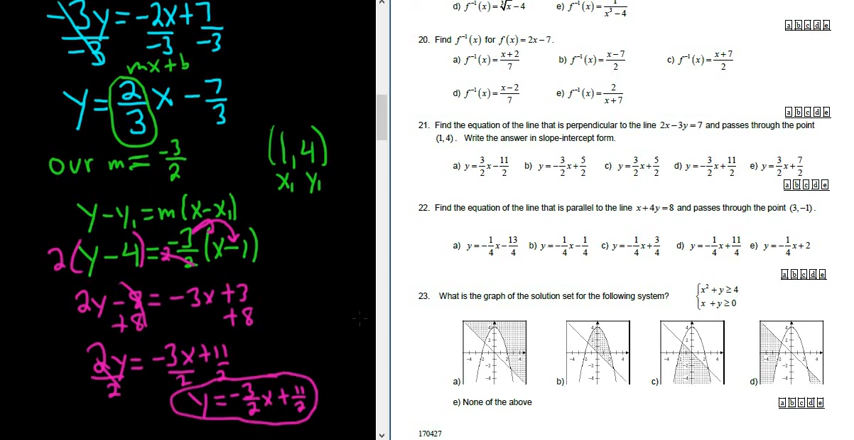 -3y = -2x + 7
-3 -3 -3
mx+b
y = 2/3 x - 7/3
our m = -3/2
(1, 4)
x₁ y₁
y - y₁ = m(x - x₁)
2(y - 4) = 2·-3/2 (x - 1)
2y - 8 = -3x + 3
+8 +8
2y = -3x + 11
2 2 2
y = -3/2 x + 11/2
d) f⁻¹(x) = ∛x - 4 e) f⁻¹(x) = 1/(x³ - 4)
a b c d e
20. Find f⁻¹(x) for f(x) = 2x - 7.
a) f⁻¹(x) = (x+2)/7 b) f⁻¹(x) = (x-7)/2 c) f⁻¹(x) = (x+7)/2
d) f⁻¹(x) = (x-2)/7 e) f⁻¹(x) = 2/(x+7)
a b c d e
21. Find the equation of the line that is perpendicular to the line 2x - 3y = 7 and passes through the point
(1, 4). Write the answer in slope-intercept form.
a) y = 3/2 x - 11/2 b) y = -3/2 x + 5/2 c) y = 3/2 x + 5/2 d) y = -3/2 x + 11/2 e) y = 3/2 x + 7/2
a b c d e
22. Find the equation of the line that is parallel to the line x + 4y = 8 and passes through the point (3, -1).
a) y = -1/4 x - 13/4 b) y = -1/4 x - 1/4 c) y = -1/4 x + 3/4 d) y = -1/4 x + 11/4 e) y = -1/4 x + 2
a b c d e
23. What is the graph of the solution set for the following system? { x² + y ≥ 4
x + y ≥ 0
a) b) c) d)
e) None of the above
a b c d e
170427